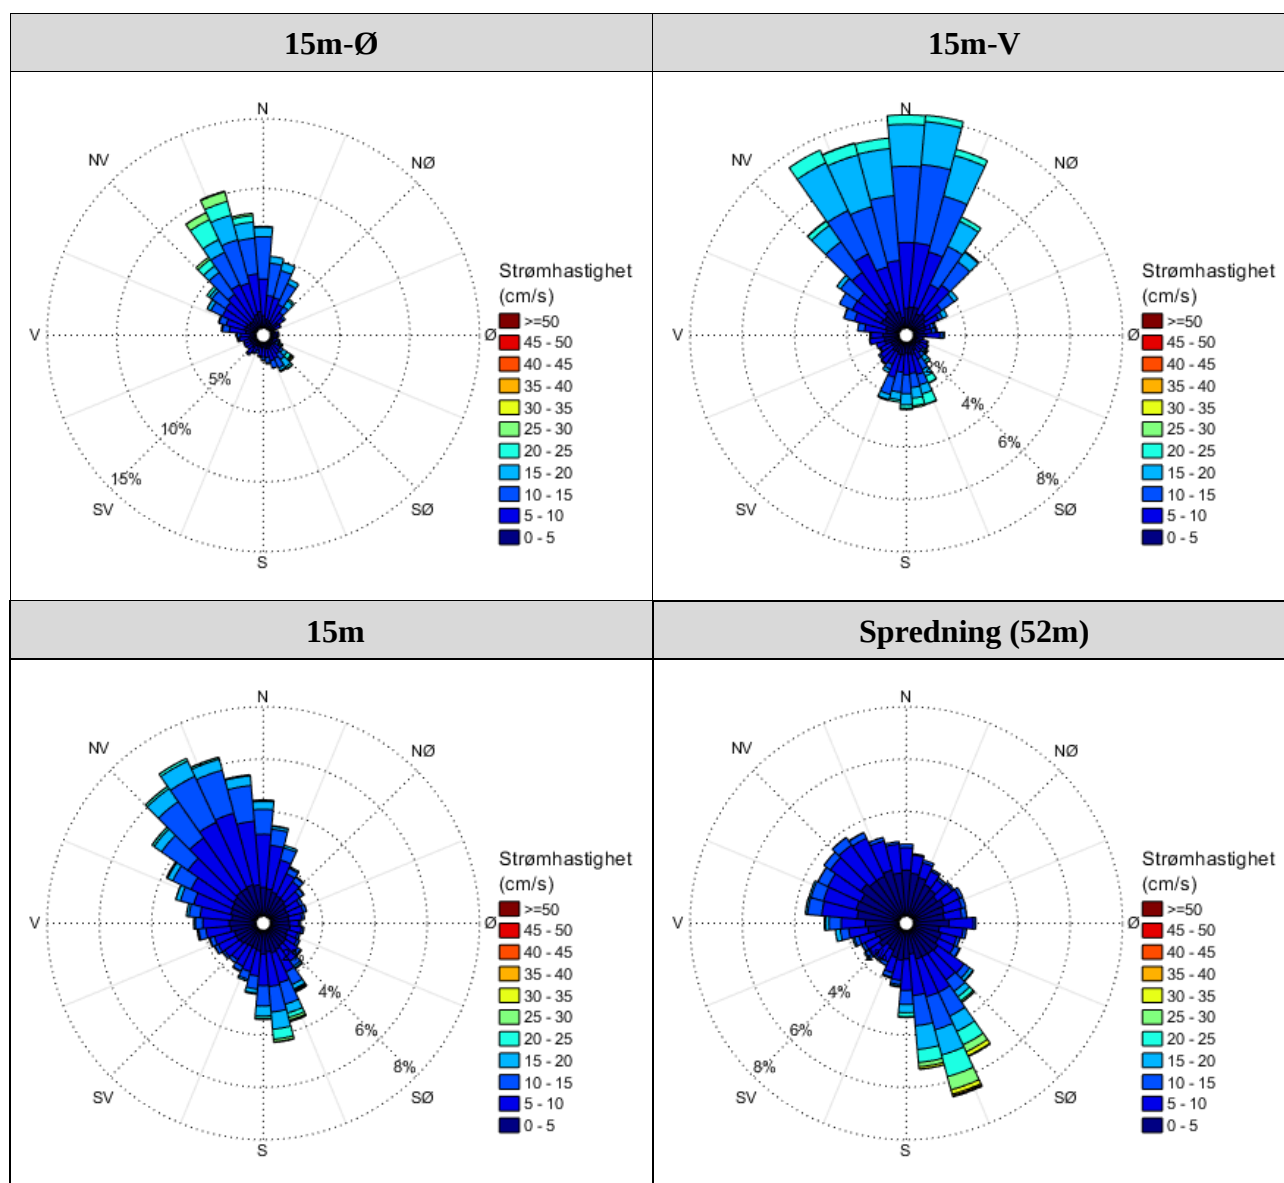 15m-Ø
15m-V
N
NØ
Ø
SØ
S
SV
V
NV
5%
10%
15%
Strømhastighet
(cm/s)
>=50
45 - 50
40 - 45
35 - 40
30 - 35
25 - 30
20 - 25
15 - 20
10 - 15
5 - 10
0 - 5
N
NØ
Ø
SØ
S
SV
V
NV
2%
4%
6%
8%
Strømhastighet
(cm/s)
>=50
45 - 50
40 - 45
35 - 40
30 - 35
25 - 30
20 - 25
15 - 20
10 - 15
5 - 10
0 - 5
15m
Spredning (52m)
N
NØ
Ø
SØ
S
SV
V
NV
4%
6%
8%
Strømhastighet
(cm/s)
>=50
45 - 50
40 - 45
35 - 40
30 - 35
25 - 30
20 - 25
15 - 20
10 - 15
5 - 10
0 - 5
N
NØ
Ø
SØ
S
SV
V
NV
4%
6%
8%
Strømhastighet
(cm/s)
>=50
45 - 50
40 - 45
35 - 40
30 - 35
25 - 30
20 - 25
15 - 20
10 - 15
5 - 10
0 - 5